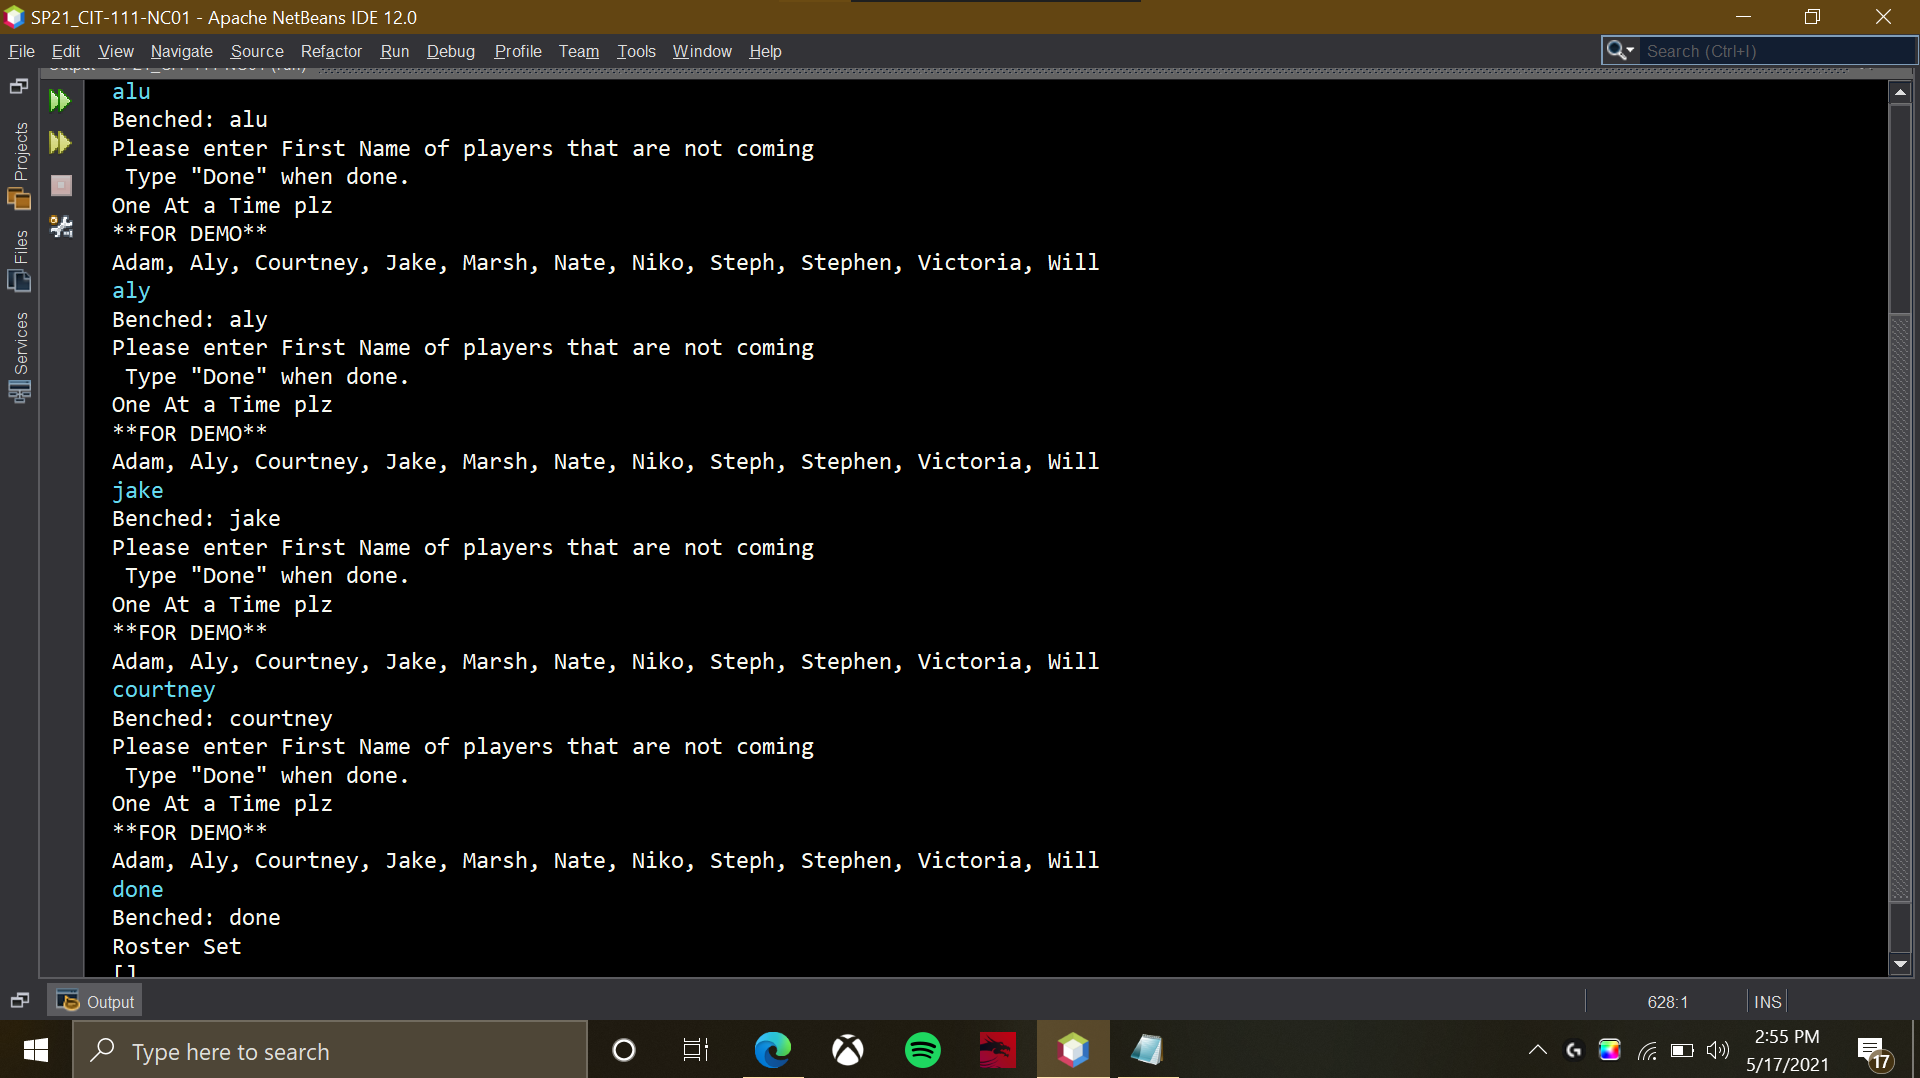 SP21_CIT-111-NC01 - Apache NetBeans IDE 12.0
File Edit View Navigate Source Refactor Run Debug Profile Team Tools Window Help
Search (Ctrl+I)
Projects
Files
Services
alu
Benched: alu
Please enter First Name of players that are not coming
Type "Done" when done.
One At a Time plz
**FOR DEMO**
Adam, Aly, Courtney, Jake, Marsh, Nate, Niko, Steph, Stephen, Victoria, Will
aly
Benched: aly
Please enter First Name of players that are not coming
Type "Done" when done.
One At a Time plz
**FOR DEMO**
Adam, Aly, Courtney, Jake, Marsh, Nate, Niko, Steph, Stephen, Victoria, Will
jake
Benched: jake
Please enter First Name of players that are not coming
Type "Done" when done.
One At a Time plz
**FOR DEMO**
Adam, Aly, Courtney, Jake, Marsh, Nate, Niko, Steph, Stephen, Victoria, Will
courtney
Benched: courtney
Please enter First Name of players that are not coming
Type "Done" when done.
One At a Time plz
**FOR DEMO**
Adam, Aly, Courtney, Jake, Marsh, Nate, Niko, Steph, Stephen, Victoria, Will
done
Benched: done
Roster Set
[]
Output
628:1 INS
Type here to search
2:55 PM
5/17/2021
17